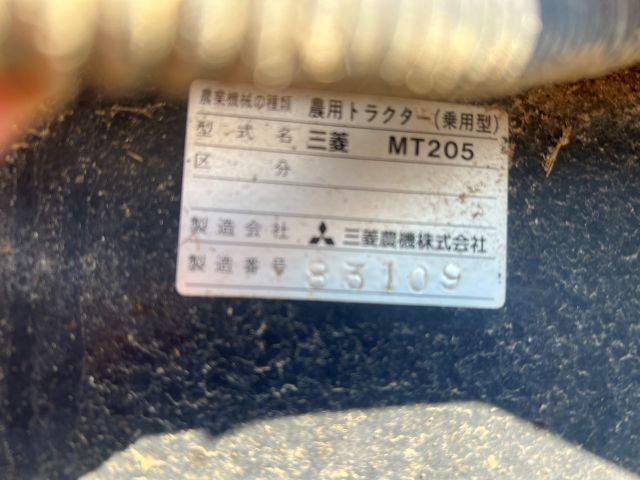 農業機械の種類 農用トラクター(乗用型)
型式名 三菱 MT205
区分
製造会社 三菱農機株式会社
製造番号 83109